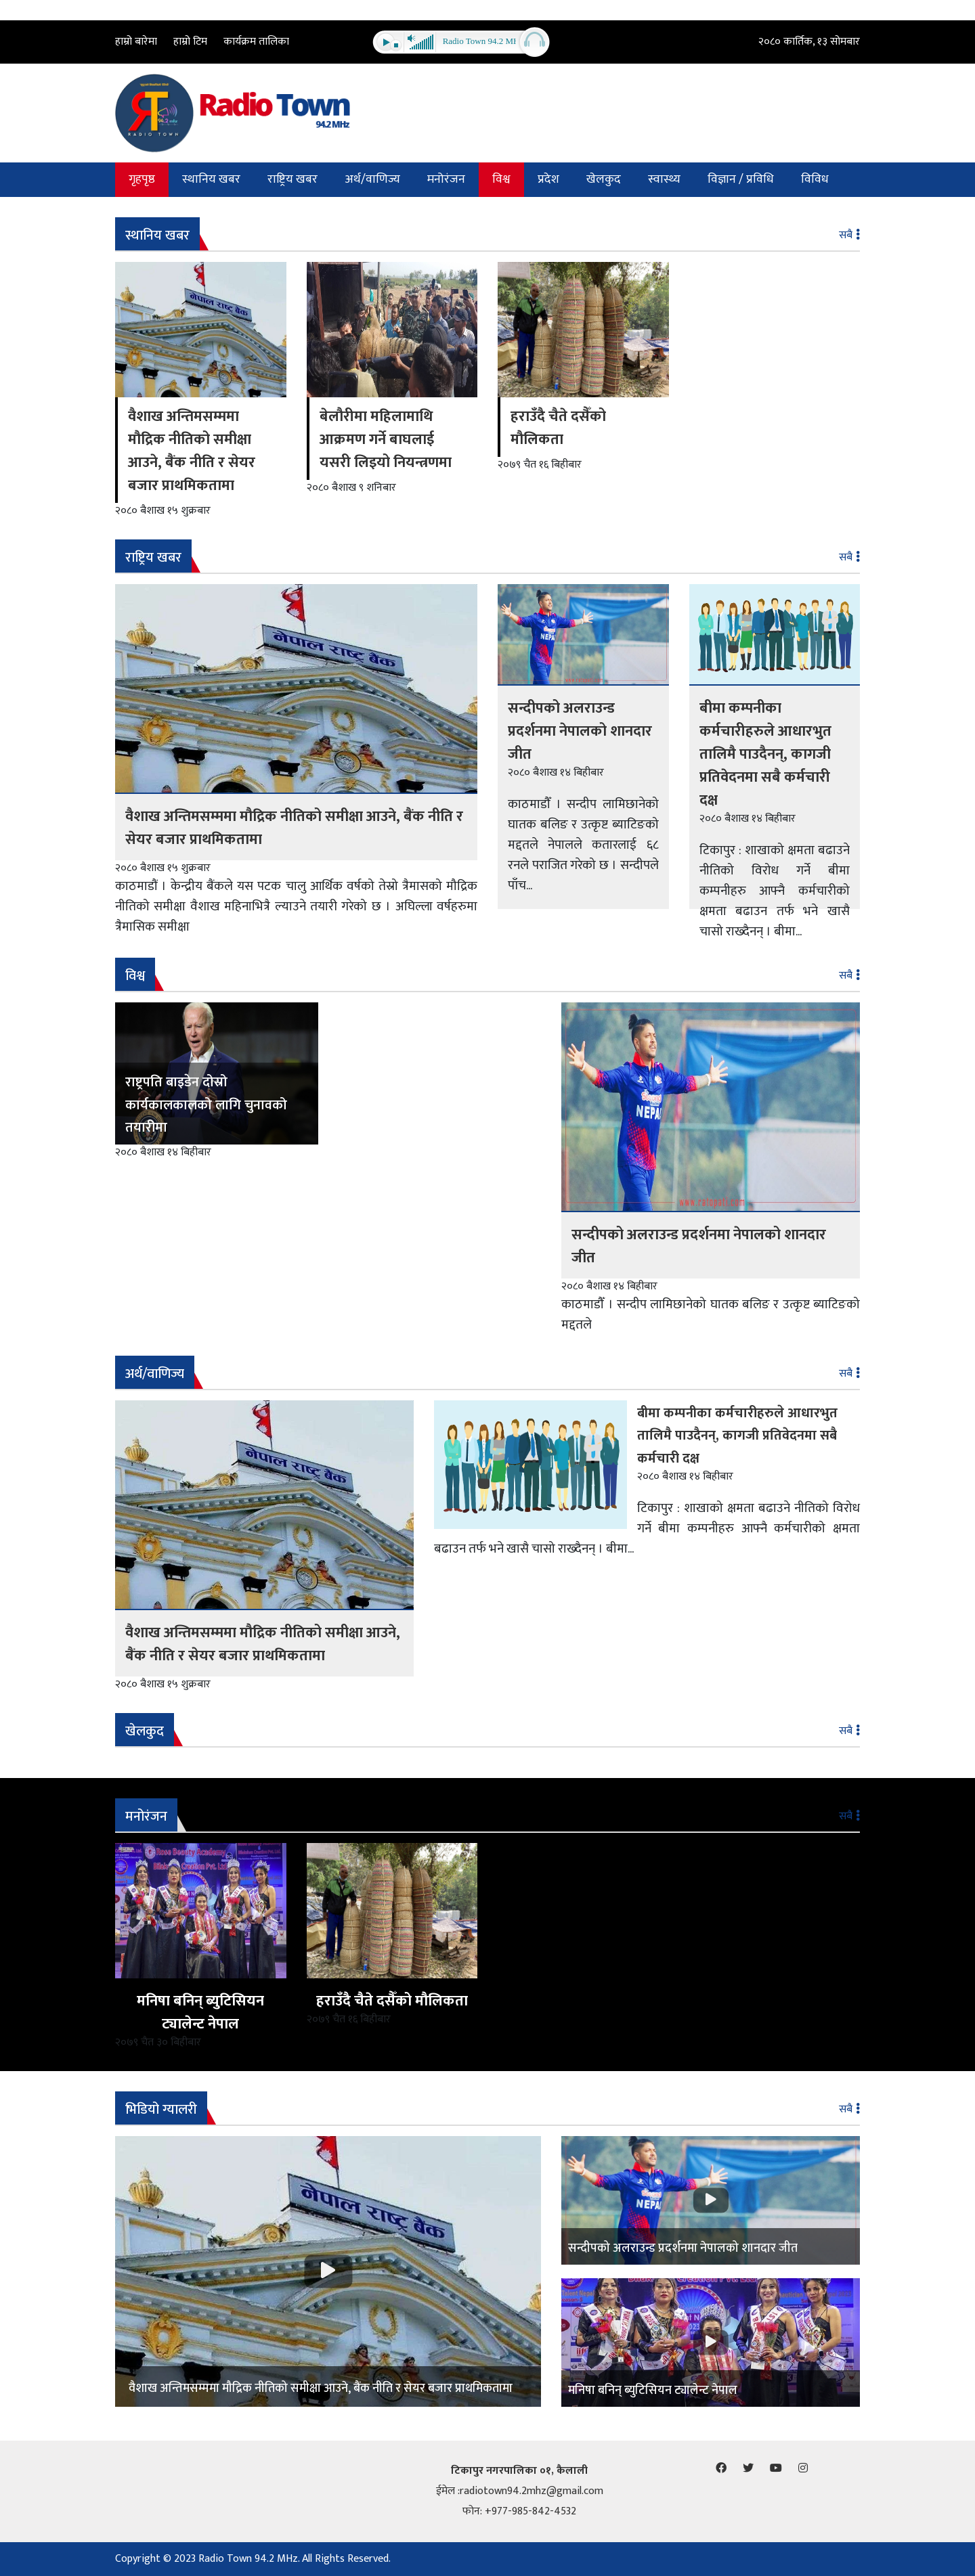 हाम्रो बारेमा हाम्रो टिम कार्यक्रम तालिका
Radio Town 94.2 MI
२०८० कार्तिक, १३ सोमबार
RADIO TOWN
Radio Town
94.2 MHz
गृहपृष्ठ स्थानिय खबर राष्ट्रिय खबर अर्थ/वाणिज्य मनोरंजन विश्व प्रदेश खेलकुद स्वास्थ्य विज्ञान / प्रविधि विविध
स्थानिय खबर
सबै
नेपाल राष्ट्र बैंक
वैशाख अन्तिमसम्ममा
मौद्रिक नीतिको समीक्षा
आउने, बैंक नीति र सेयर
बजार प्राथमिकतामा
२०८० बैशाख १५ शुक्रबार
बेलौरीमा महिलामाथि
आक्रमण गर्ने बाघलाई
यसरी लिइयो नियन्त्रणमा
२०८० बैशाख ९ शनिबार
हराउँदै चैते दसैँको
मौलिकता
२०७९ चैत १६ बिहीबार
राष्ट्रिय खबर
सबै
नेपाल राष्ट्र बैंक
वैशाख अन्तिमसम्ममा मौद्रिक नीतिको समीक्षा आउने, बैंक नीति र
सेयर बजार प्राथमिकतामा
२०८० बैशाख १५ शुक्रबार
काठमाडौं । केन्द्रीय बैंकले यस पटक चालु आर्थिक वर्षको तेस्रो त्रैमासको मौद्रिक
नीतिको समीक्षा वैशाख महिनाभित्रै ल्याउने तयारी गरेको छ । अघिल्ला वर्षहरुमा
त्रैमासिक समीक्षा
NEPAL
सन्दीपको अलराउन्ड
प्रदर्शनमा नेपालको शानदार
जीत
२०८० बैशाख १४ बिहीबार
काठमाडौँ । सन्दीप लामिछानेको
घातक बलिङ र उत्कृष्ट ब्याटिङको
मद्दतले नेपालले कतारलाई ६८
रनले पराजित गरेको छ । सन्दीपले
पाँच...
बीमा कम्पनीका
कर्मचारीहरुले आधारभुत
तालिमै पाउदैनन्, कागजी
प्रतिवेदनमा सबै कर्मचारी
दक्ष
२०८० बैशाख १४ बिहीबार
टिकापुर : शाखाको क्षमता बढाउने
नीतिको विरोध गर्ने बीमा
कम्पनीहरु आफ्नै कर्मचारीको
क्षमता बढाउन तर्फ भने खासै
चासो राख्दैनन् । बीमा...
विश्व
सबै
राष्ट्रपति बाइडेन दोस्रो
कार्यकालकालको लागि चुनावको
तयारीमा
२०८० बैशाख १४ बिहीबार
NEPAL
सन्दीपको अलराउन्ड प्रदर्शनमा नेपालको शानदार
जीत
२०८० बैशाख १४ बिहीबार
काठमाडौँ । सन्दीप लामिछानेको घातक बलिङ र उत्कृष्ट ब्याटिङको
मद्दतले
अर्थ/वाणिज्य
सबै
नेपाल राष्ट्र बैंक
वैशाख अन्तिमसम्ममा मौद्रिक नीतिको समीक्षा आउने,
बैंक नीति र सेयर बजार प्राथमिकतामा
२०८० बैशाख १५ शुक्रबार
बीमा कम्पनीका कर्मचारीहरुले आधारभुत
तालिमै पाउदैनन्, कागजी प्रतिवेदनमा सबै
कर्मचारी दक्ष
२०८० बैशाख १४ बिहीबार
टिकापुर : शाखाको क्षमता बढाउने नीतिको विरोध
गर्ने बीमा कम्पनीहरु आफ्नै कर्मचारीको क्षमता
बढाउन तर्फ भने खासै चासो राख्दैनन् । बीमा...
खेलकुद
सबै
मनोरंजन
सबै
मनिषा बनिन् ब्युटिसियन
ट्यालेन्ट नेपाल
२०७९ चैत ३० बिहीबार
हराउँदै चैते दसैँको मौलिकता
२०७९ चैत १६ बिहीबार
भिडियो ग्यालरी
सबै
नेपाल राष्ट्र बैंक
वैशाख अन्तिमसम्ममा मौद्रिक नीतिको समीक्षा आउने, बैंक नीति र सेयर बजार प्राथमिकतामा
NEPAL
सन्दीपको अलराउन्ड प्रदर्शनमा नेपालको शानदार जीत
मनिषा बनिन् ब्युटिसियन ट्यालेन्ट नेपाल
टिकापुर नगरपालिका ०१, कैलाली
ईमेल :radiotown94.2mhz@gmail.com
फोन: +977-985-842-4532
Copyright © 2023 Radio Town 94.2 MHz. All Rights Reserved.